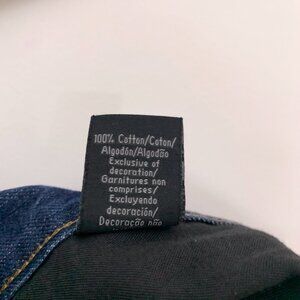 100% Cotton/Coton/
Algodón/Algodão
Exclusive of
decoration/
Garnitures non
comprises/
Excluyendo
decoración/
Decoração não